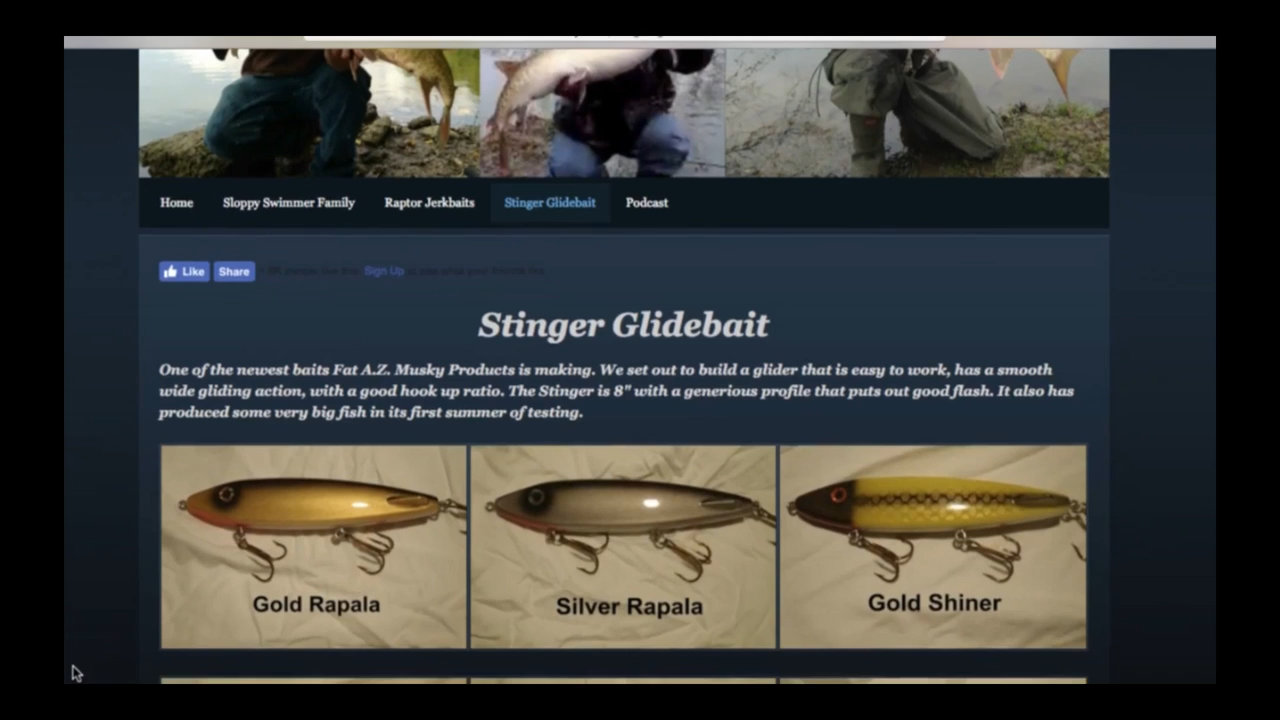 Home Sloppy Swimmer Family Raptor Jerkbaits Stinger Glidebait Podcast
Like Share Sign Up
Stinger Glidebait
One of the newest baits Fat A.Z. Musky Products is making. We set out to build a glider that is easy to work, has a smooth
wide gliding action, with a good hook up ratio. The Stinger is 8" with a generious profile that puts out good flash. It also has
produced some very big fish in its first summer of testing.
Gold Rapala Silver Rapala Gold Shiner